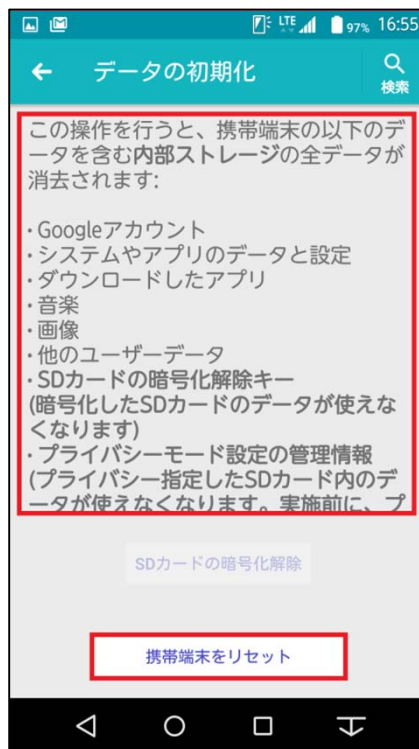 LTE 97% 16:55
データの初期化
検索
この操作を行うと、携帯端末の以下のデ
ータを含む内部ストレージの全データが
消去されます:
・Googleアカウント
・システムやアプリのデータと設定
・ダウンロードしたアプリ
・音楽
・画像
・他のユーザーデータ
・SDカードの暗号化解除キー
(暗号化したSDカードのデータが使えな
くなります)
・プライバシーモード設定の管理情報
(プライバシー指定したSDカード内のデ
ータが使えなくなります。実施前に、プ
SDカードの暗号化解除
携帯端末をリセット